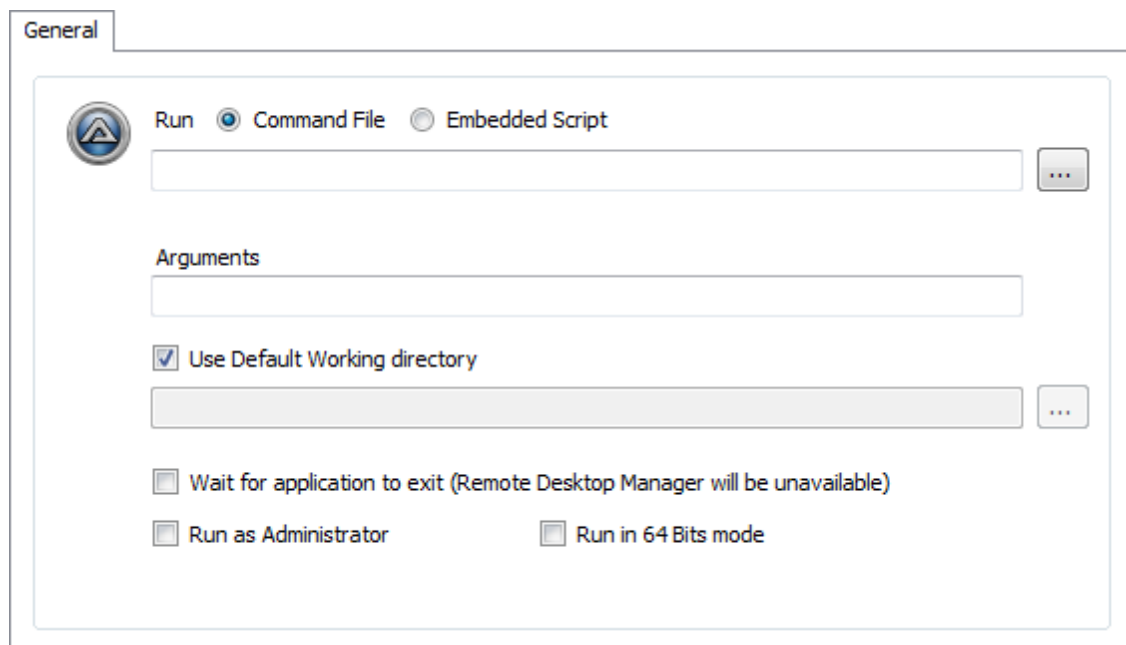 General
Run Command File Embedded Script
...
Arguments
Use Default Working directory
...
Wait for application to exit (Remote Desktop Manager will be unavailable)
Run as Administrator Run in 64 Bits mode